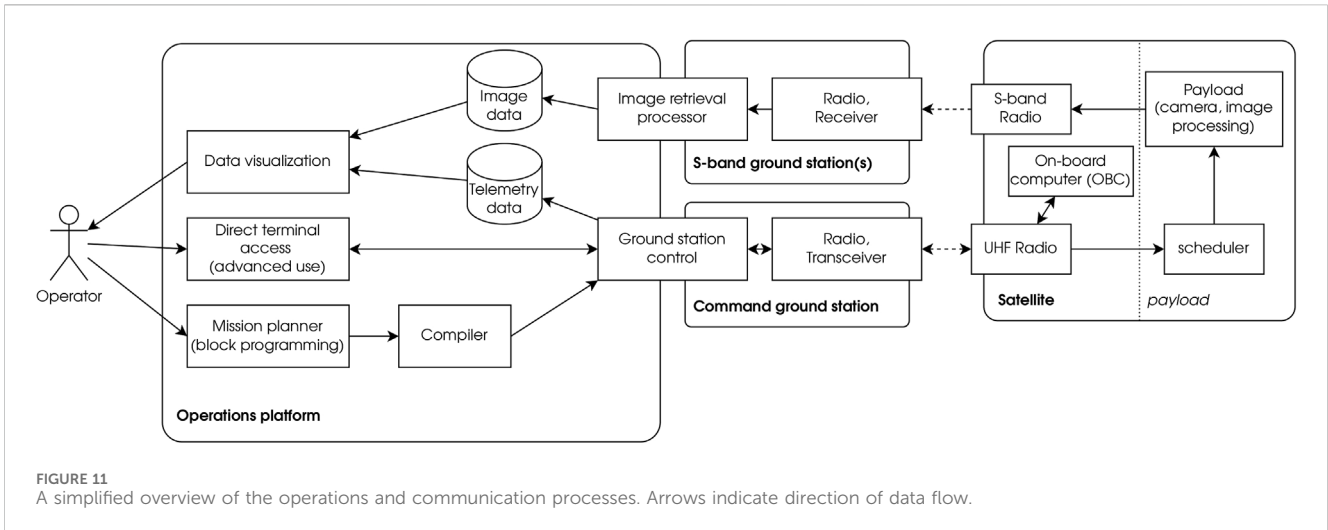 Image
data
Image retrieval
processor
Radio,
Receiver
S-band
Radio
Payload
(camera, image
processing)
Data visualization
S-band ground station(s)
On-board
computer (OBC)
Telemetry
data
Operator
Direct terminal
access
(advanced use)
Ground station
control
Radio,
Transceiver
UHF Radio
scheduler
Command ground station
Satellite
payload
Mission planner
(block programming)
Compiler
Operations platform
FIGURE 11
A simplified overview of the operations and communication processes. Arrows indicate direction of data flow.